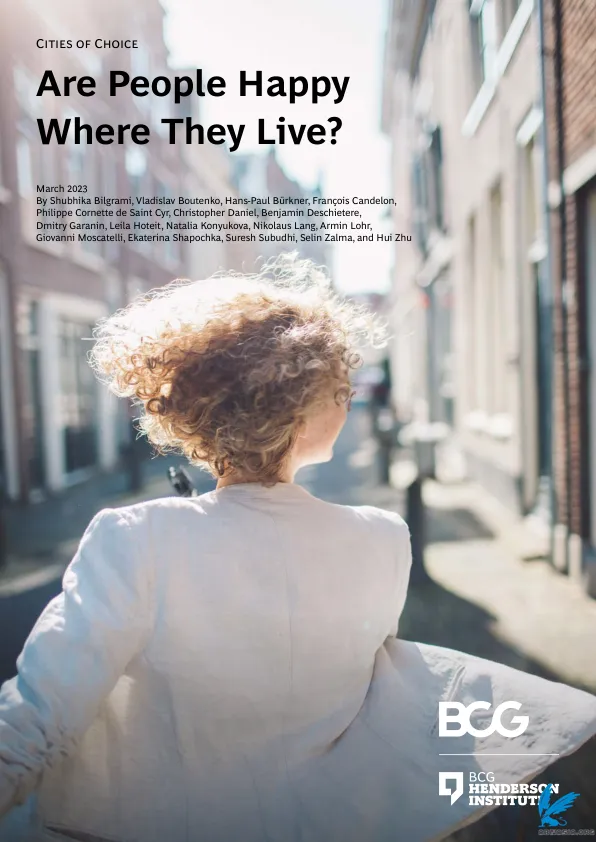 CITIES OF CHOICE
Are People Happy
Where They Live?
March 2023
By Shubhika Bilgrami, Vladislav Boutenko, Hans-Paul Bürkner, François Candelon,
Philippe Cornette de Saint Cyr, Christopher Daniel, Benjamin Deschietere,
Dmitry Garanin, Leila Hoteit, Natalia Konyukova, Nikolaus Lang, Armin Lohr,
Giovanni Moscatelli, Ekaterina Shapochka, Suresh Subudhi, Selin Zalma, and Hui Zhu
BCG
BCG
HENDERSON
INSTITUTE